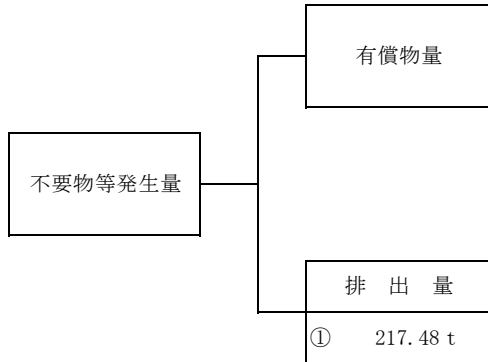 有償物量
不要物等発生量
排 出 量
① 217.48 t